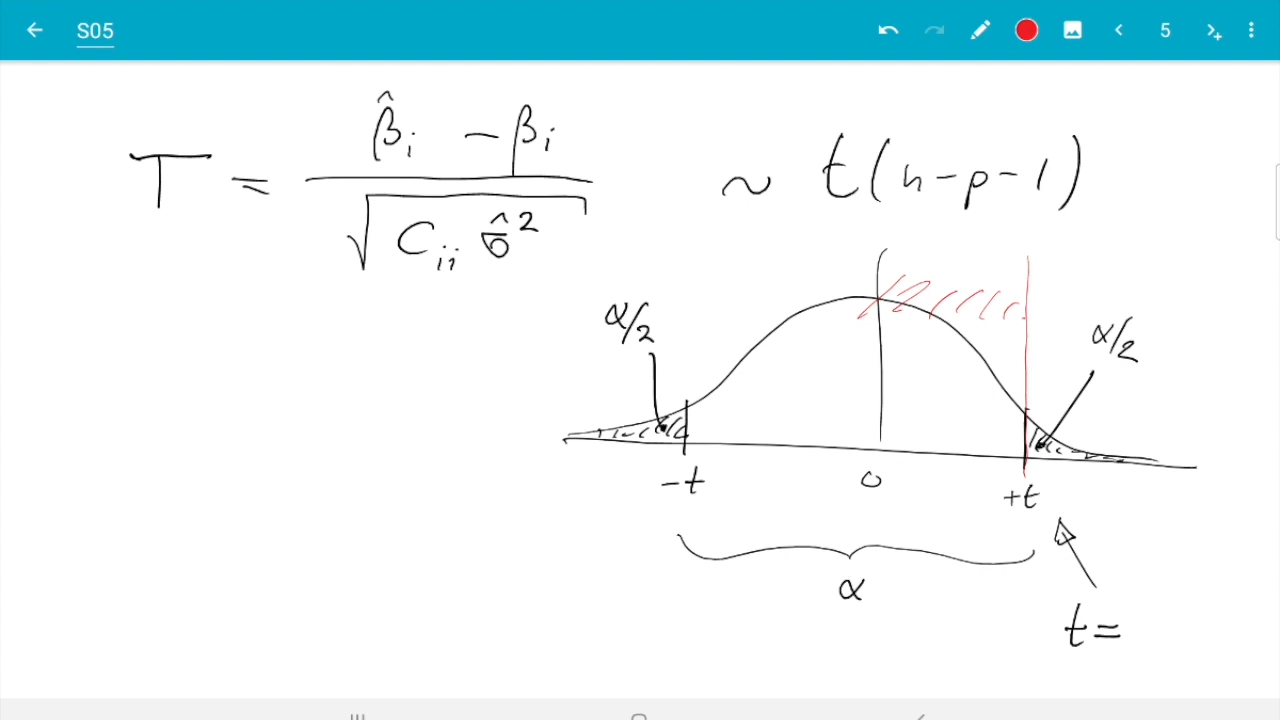 S05
5
T = (β̂i − βi) / √(Cii σ̂²) ~ t(n-p-1)
α/2
α/2
-t 0 +t
α
t=